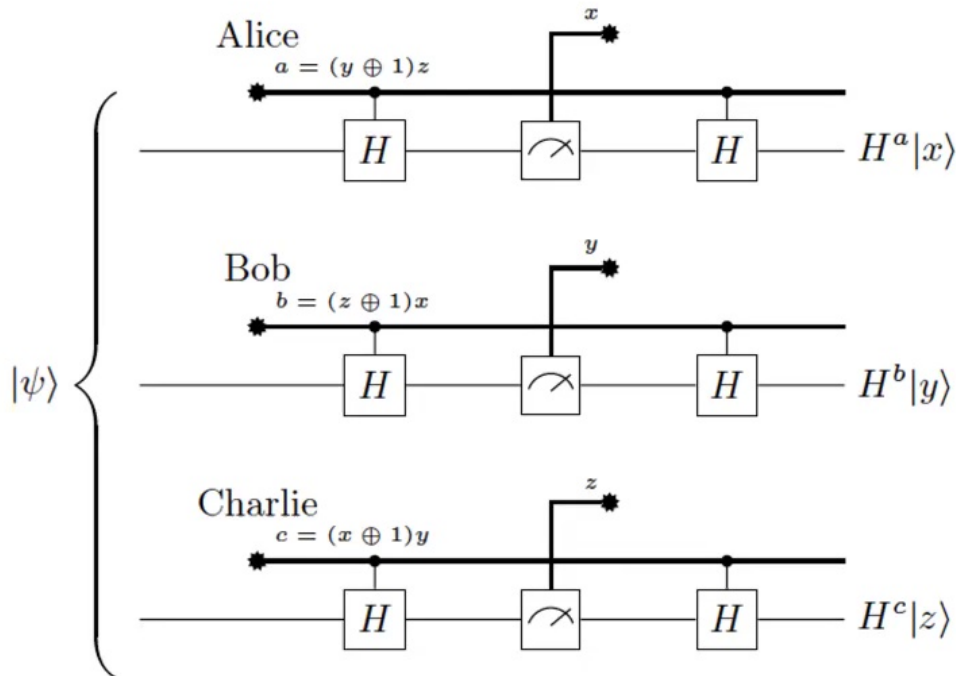 x
Alice
a = (y ⊕ 1)z
H
H
H^a|x⟩
y
Bob
b = (z ⊕ 1)x
|ψ⟩
H
H
H^b|y⟩
z
Charlie
c = (x ⊕ 1)y
H
H
H^c|z⟩